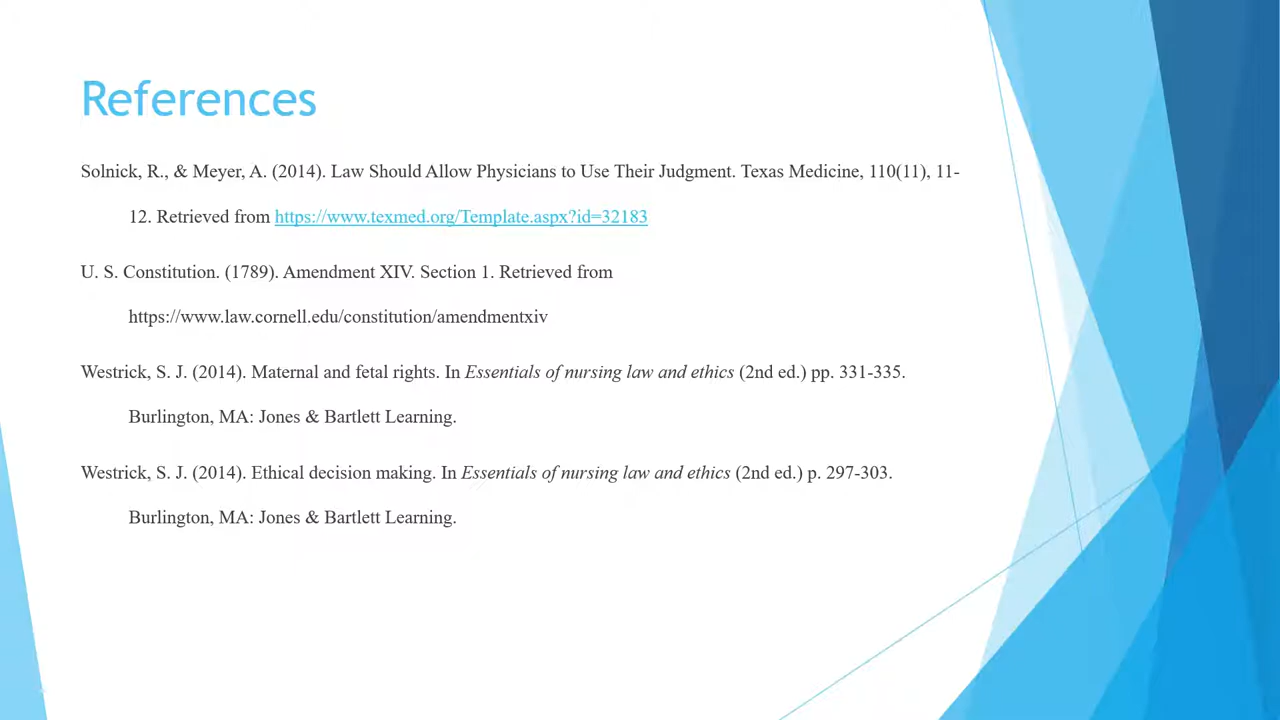 References
Solnick, R., & Meyer, A. (2014). Law Should Allow Physicians to Use Their Judgment. Texas Medicine, 110(11), 11-
12. Retrieved from https://www.texmed.org/Template.aspx?id=32183
U. S. Constitution. (1789). Amendment XIV. Section 1. Retrieved from
https://www.law.cornell.edu/constitution/amendmentxiv
Westrick, S. J. (2014). Maternal and fetal rights. In Essentials of nursing law and ethics (2nd ed.) pp. 331-335.
Burlington, MA: Jones & Bartlett Learning.
Westrick, S. J. (2014). Ethical decision making. In Essentials of nursing law and ethics (2nd ed.) p. 297-303.
Burlington, MA: Jones & Bartlett Learning.